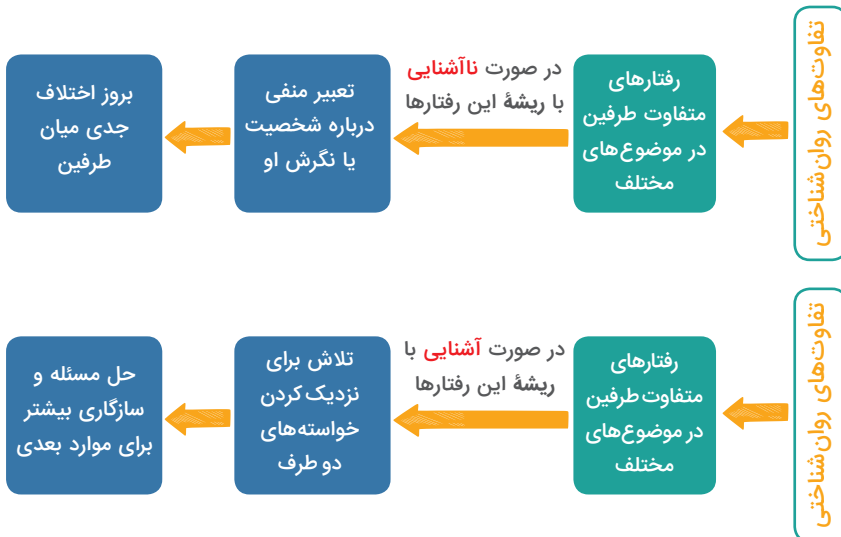 تفاوت‌های روان‌شناختی
رفتارهای
متفاوت طرفین
در موضوع‌های
مختلف
در صورت ناآشنایی
با ریشهٔ این رفتارها
تعبیر منفی
درباره شخصیت
یا نگرش او
بروز اختلاف
جدی میان
طرفین
تفاوت‌های روان‌شناختی
رفتارهای
متفاوت طرفین
در موضوع‌های
مختلف
در صورت آشنایی با
ریشهٔ این رفتارها
تلاش برای
نزدیک کردن
خواسته‌های
دو طرف
حل مسئله و
سازگاری بیشتر
برای موارد بعدی